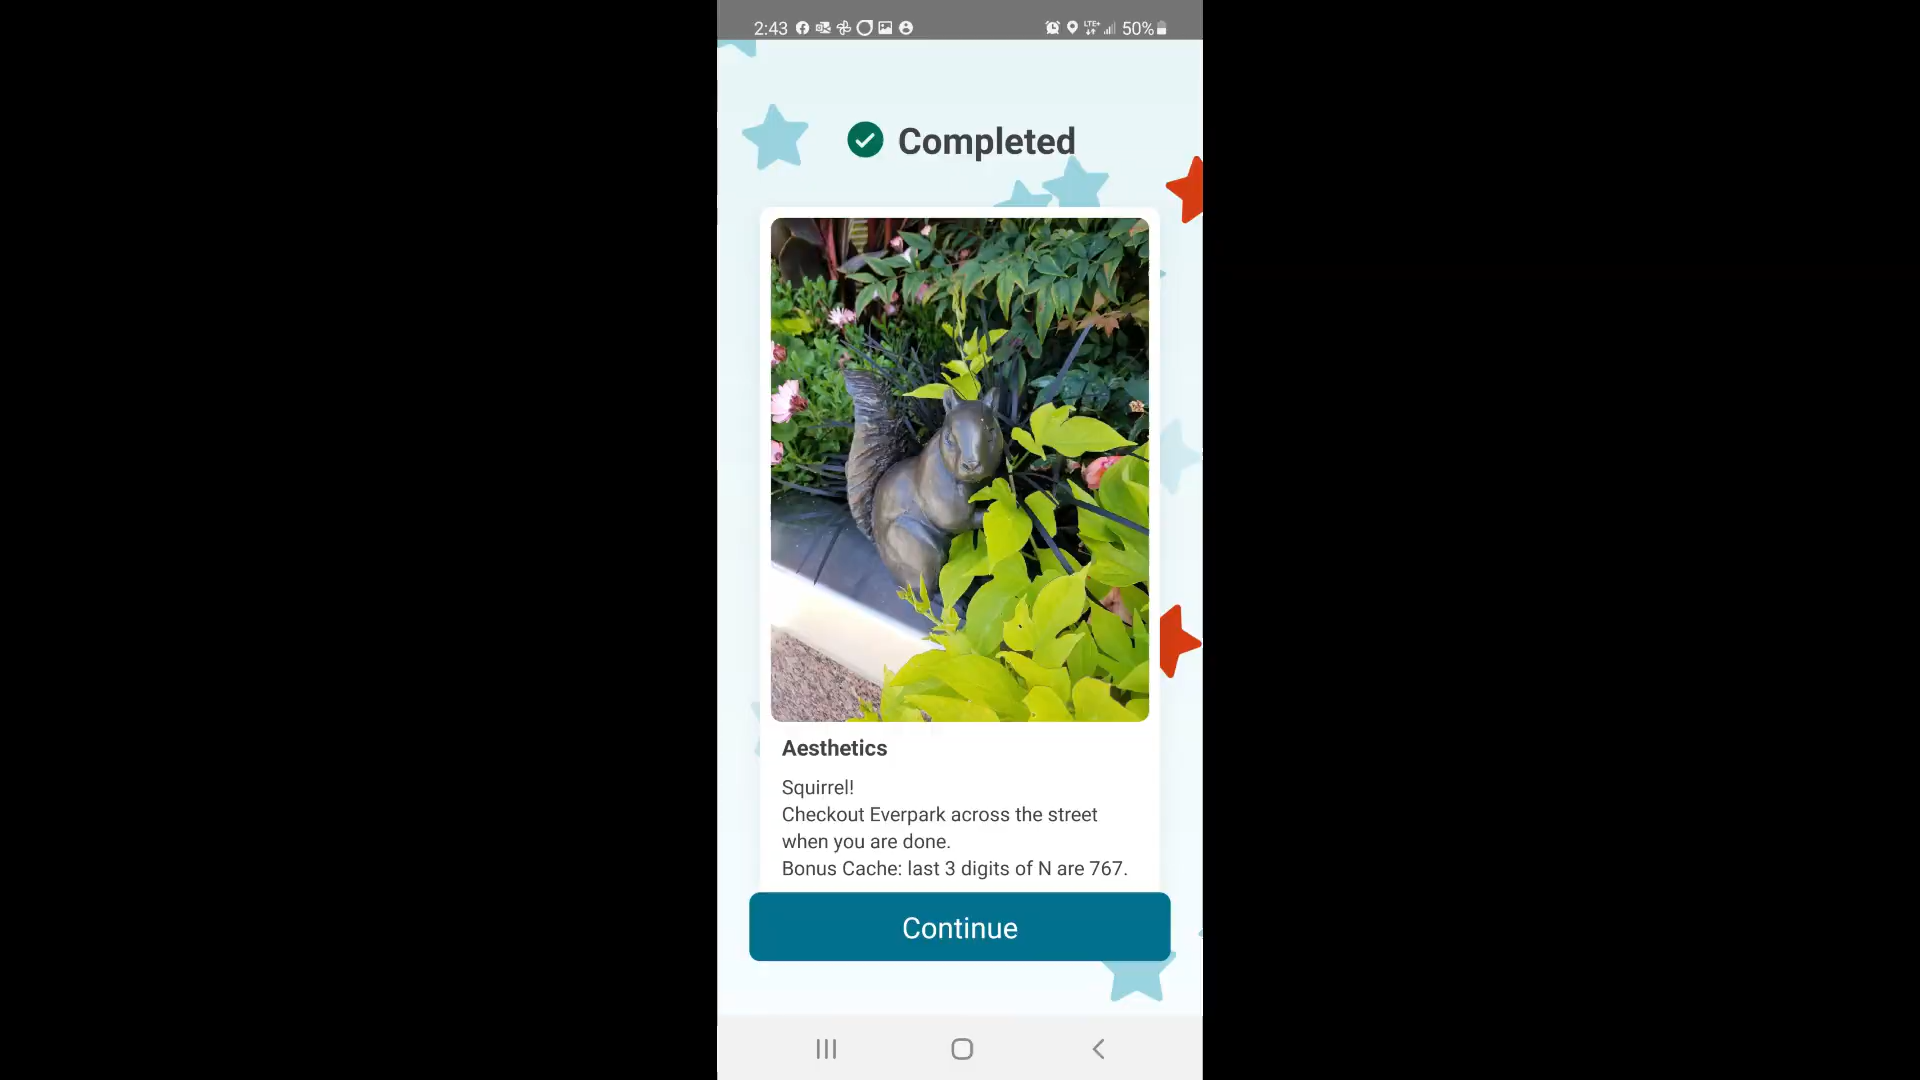 2:43
LTE+
50%
Completed
Aesthetics
Squirrel!
Checkout Everpark across the street
when you are done.
Bonus Cache: last 3 digits of N are 767.
Continue